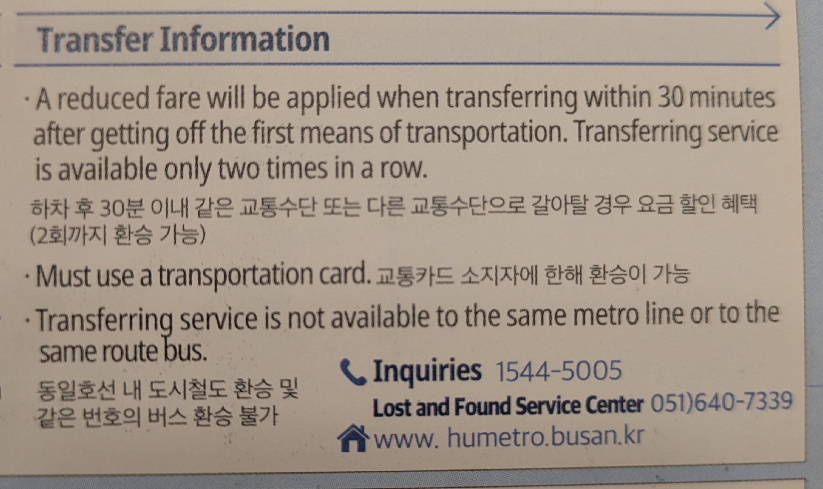 Transfer Information
· A reduced fare will be applied when transferring within 30 minutes
after getting off the first means of transportation. Transferring service
is available only two times in a row.
하차 후 30분 이내 같은 교통수단 또는 다른 교통수단으로 갈아탈 경우 요금 할인 혜택
(2회까지 환승 가능)
· Must use a transportation card. 교통카드 소지자에 한해 환승이 가능
· Transferring service is not available to the same metro line or to the
same route bus.
동일호선 내 도시철도 환승 및
같은 번호의 버스 환승 불가
Inquiries 1544-5005
Lost and Found Service Center 051)640-7339
www. humetro.busan.kr